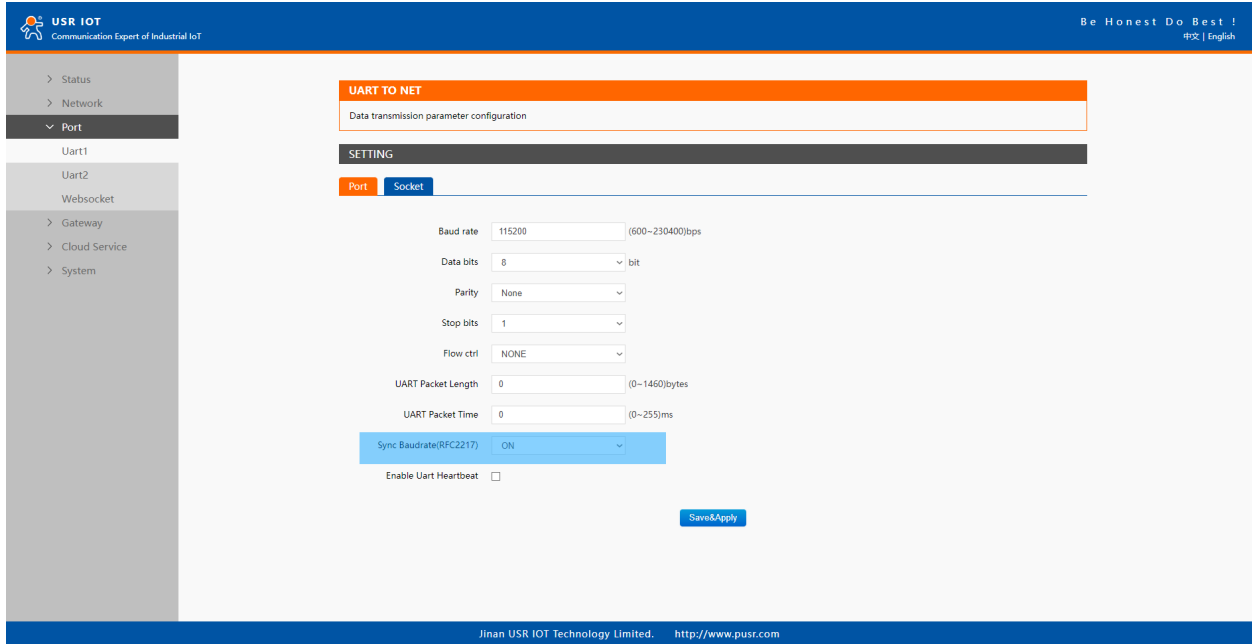 USR IOT
Communication Expert of Industrial IoT
Be Honest Do Best !
中文 | English
Status
Network
Port
Uart1
Uart2
Websocket
Gateway
Cloud Service
System
UART TO NET
Data transmission parameter configuration
SETTING
Port Socket
Baud rate 115200 (600~230400)bps
Data bits 8 bit
Parity None
Stop bits 1
Flow ctrl NONE
UART Packet Length 0 (0~1460)bytes
UART Packet Time 0 (0~255)ms
Sync Baudrate(RFC2217) ON
Enable Uart Heartbeat
Save&Apply
Jinan USR IOT Technology Limited. http://www.pusr.com